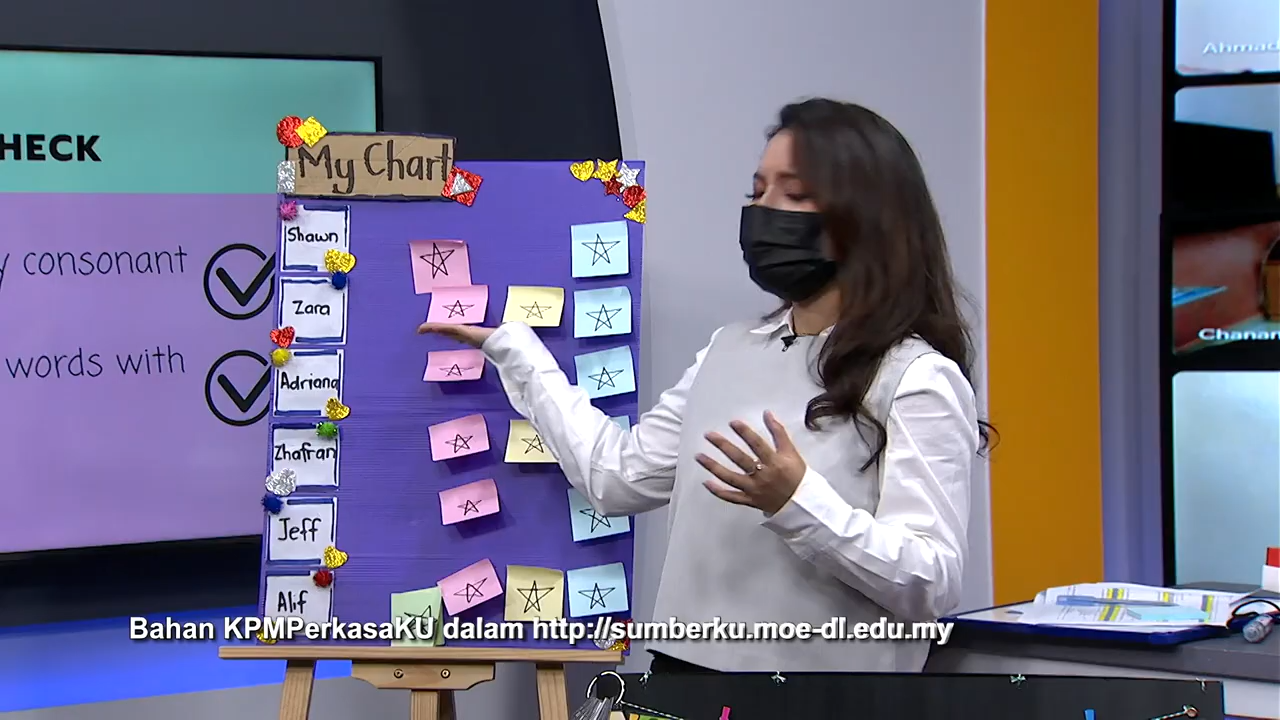 HECK
My Chart
y consonant
words with
Shawn
Zara
Adriana
Zhafran
Jeff
Alif
Ahmad
Chanan
Bahan KPMPerkasaKU dalam http://sumberku.moe-dl.edu.my